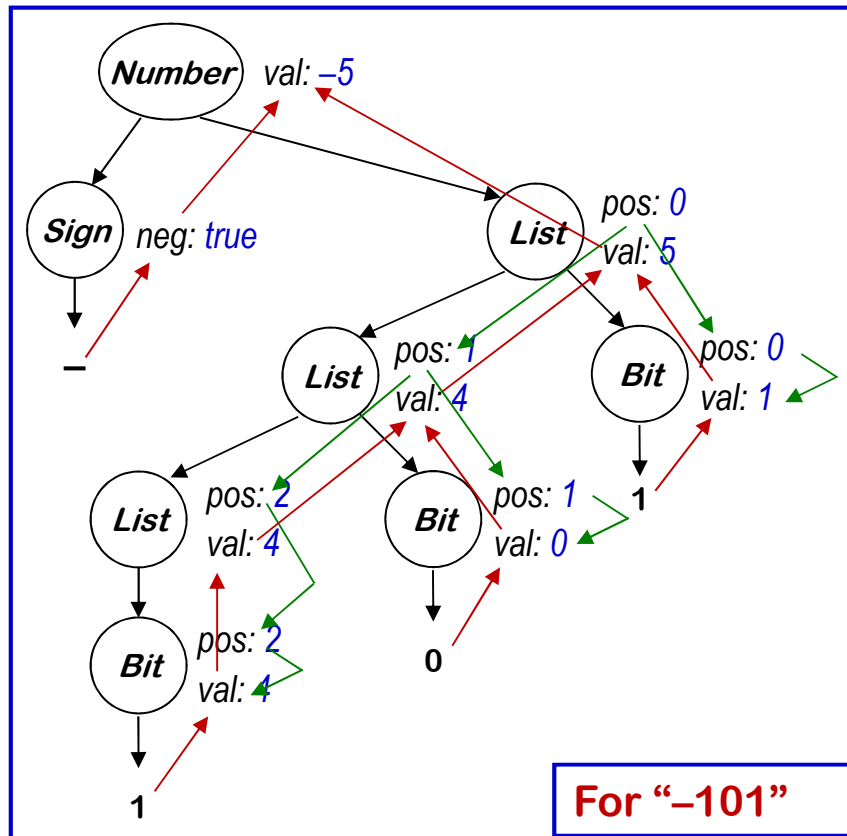 Number val: –5
Sign neg: true
List pos: 0
val: 5
–
List pos: 1
val: 4
Bit pos: 0
val: 1
List pos: 2
val: 4
Bit pos: 1
val: 0
1
Bit pos: 2
val: 4
0
1
For “–101”